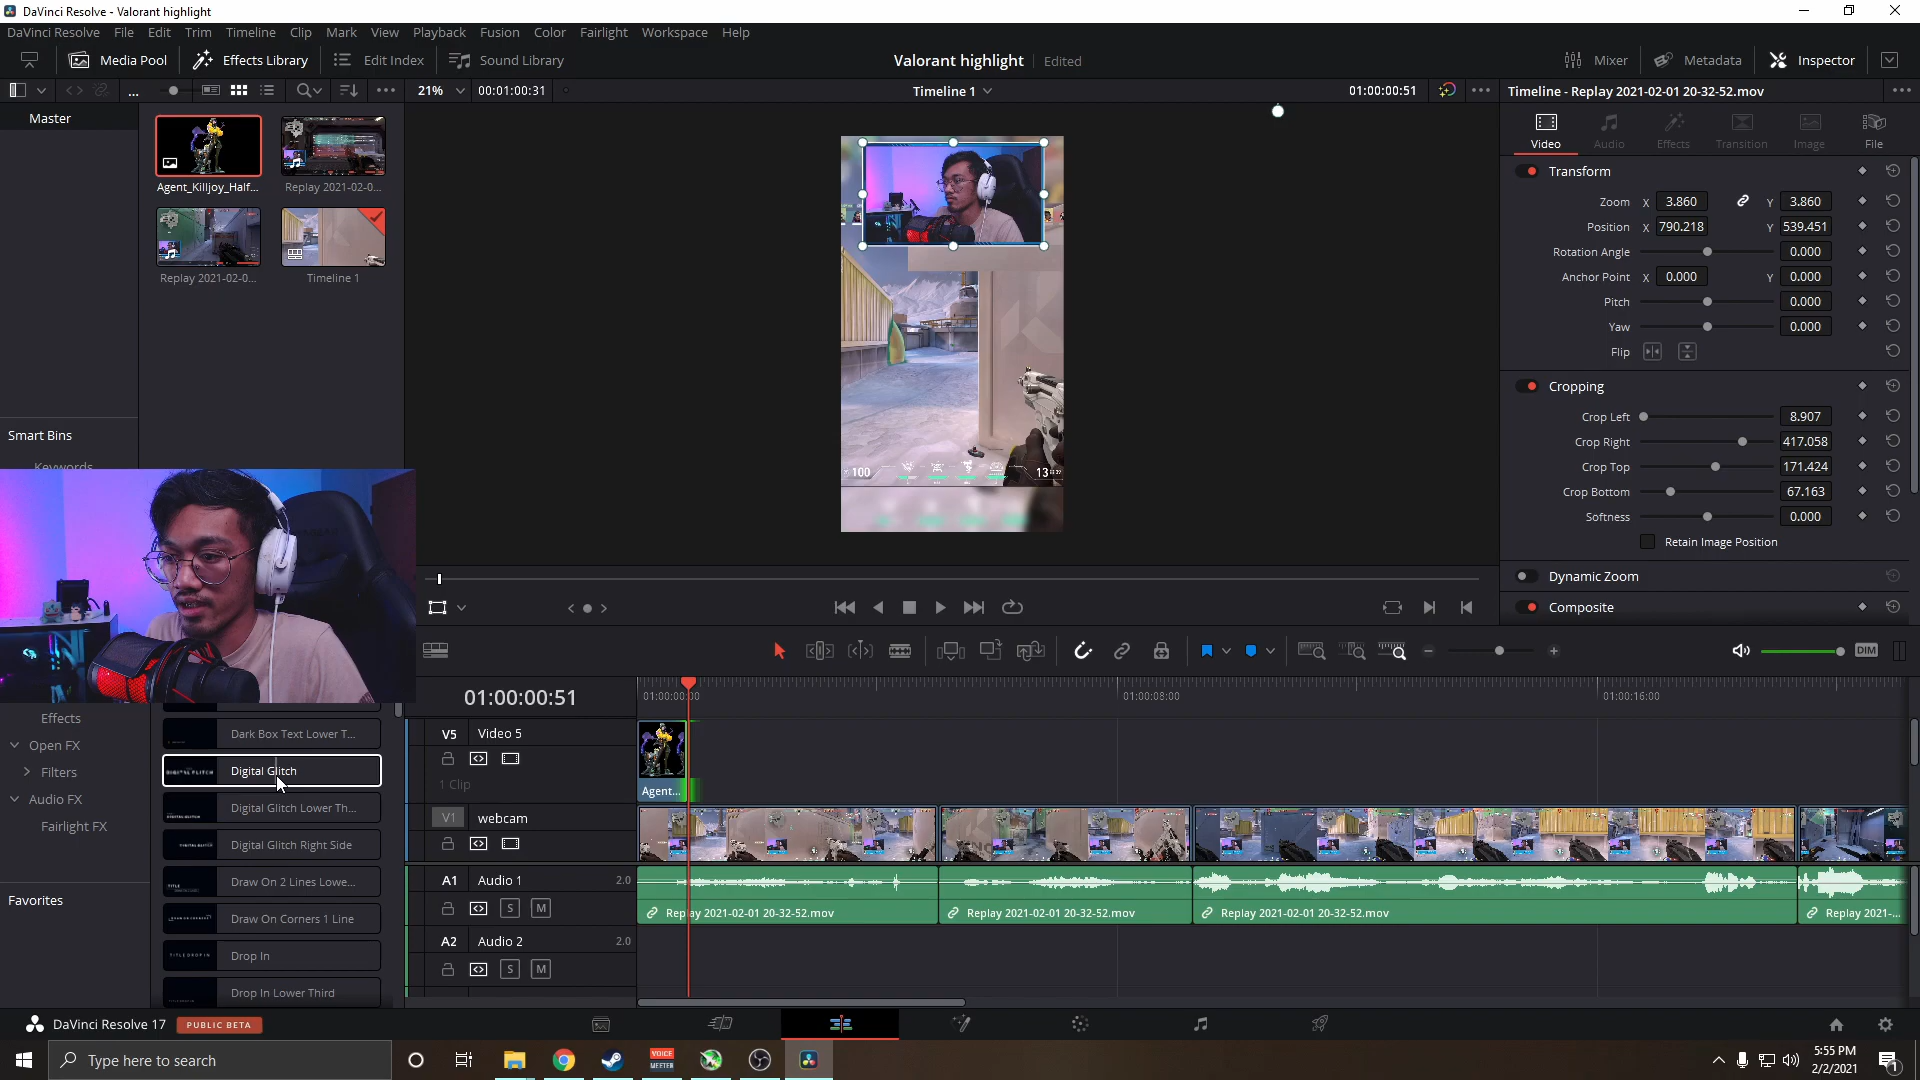 DaVinci Resolve - Valorant highlight
DaVinci Resolve File Edit Trim Timeline Clip Mark View Playback Fusion Color Fairlight Workspace Help
Media Pool Effects Library Edit Index Sound Library Valorant highlight Edited Mixer Metadata Inspector
21% 00:01:00:31 Timeline 1 01:00:00:51 Timeline - Replay 2021-02-01 20-32-52.mov
Master
Agent_Killjoy_Half... Replay 2021-02-0...
Replay 2021-02-0... Timeline 1
Smart Bins
Keywords
Video Audio Effects Transition Image File
Transform
Zoom X 3.860 Y 3.860
Position X 790.218 Y 539.451
Rotation Angle 0.000
Anchor Point X 0.000 Y 0.000
Pitch 0.000
Yaw 0.000
Flip
Cropping
Crop Left 8.907
Crop Right 417.058
Crop Top 171.424
Crop Bottom 67.163
Softness 0.000
Retain Image Position
Dynamic Zoom
Composite
100 13
DIM
01:00:00:51 01:00:00:00 01:00:08:00 01:00:16:00
Effects
Open FX
Filters
Audio FX
Fairlight FX
Favorites
Dark Box Text Lower T...
Digital Glitch
Digital Glitch Lower Th...
Digital Glitch Right Side
Draw On 2 Lines Lowe...
Draw On Corners 1 Line
Drop In
Drop In Lower Third
V5 Video 5
1 Clip
Agent...
V1 webcam
A1 Audio 1 2.0
S M
Replay 2021-02-01 20-32-52.mov Replay 2021-02-01 20-32-52.mov Replay 2021-02-01 20-32-52.mov Replay 2021-...
A2 Audio 2 2.0
S M
DaVinci Resolve 17 PUBLIC BETA
Type here to search
VOICE
MEETER
5:55 PM
2/2/2021
1